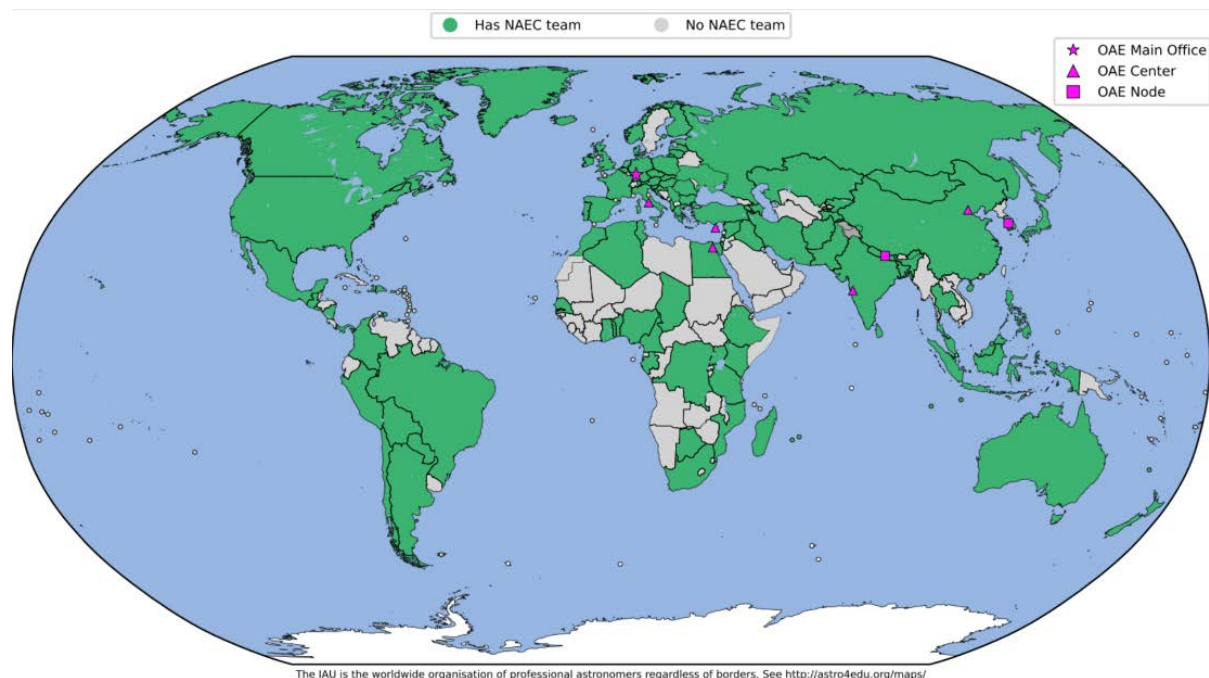 Has NAEC team No NAEC team
OAE Main Office
OAE Center
OAE Node
The IAU is the worldwide organisation of professional astronomers regardless of borders. See http://astro4edu.org/maps/